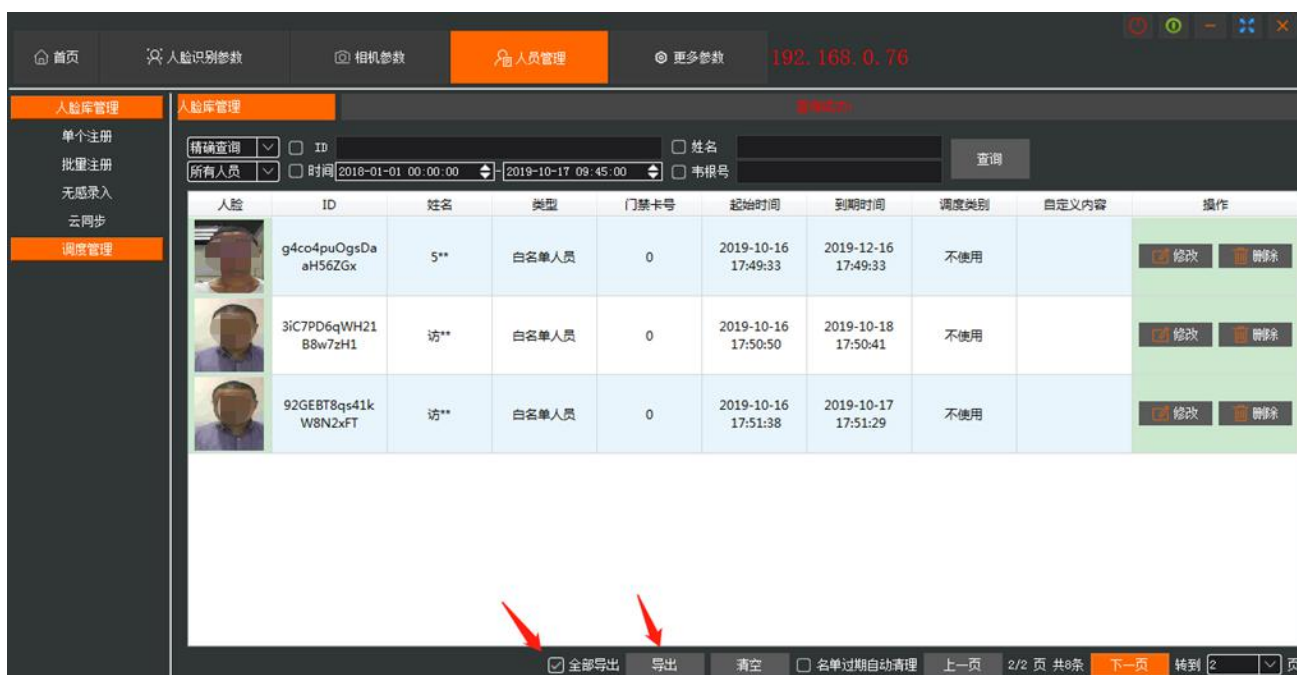 首页 人脸识别参数 相机参数 人员管理 更多参数 192.168.0.76
人脸库管理
单个注册
批量注册
无感录入
云同步
调度管理
人脸库管理
精确查询 ID 姓名 查询
所有人员 时间 2018-01-01 00:00:00 - 2019-10-17 09:45:00 韦根号
人脸 ID 姓名 类型 门禁卡号 起始时间 到期时间 调度类别 自定义内容 操作
g4co4puOgsDa
aH56ZGx
5** 白名单人员 0
2019-10-16
17:49:33
2019-12-16
17:49:33
不使用 修改 删除
3iC7PD6qWH21
B8w7zH1
访** 白名单人员 0
2019-10-16
17:50:50
2019-10-18
17:50:41
不使用 修改 删除
92GEBT8qs41k
W8N2xFT
访** 白名单人员 0
2019-10-16
17:51:38
2019-10-17
17:51:29
不使用 修改 删除
全部导出 导出 清空 名单过期自动清理 上一页 2/2 页 共8条 下一页 转到 2 页